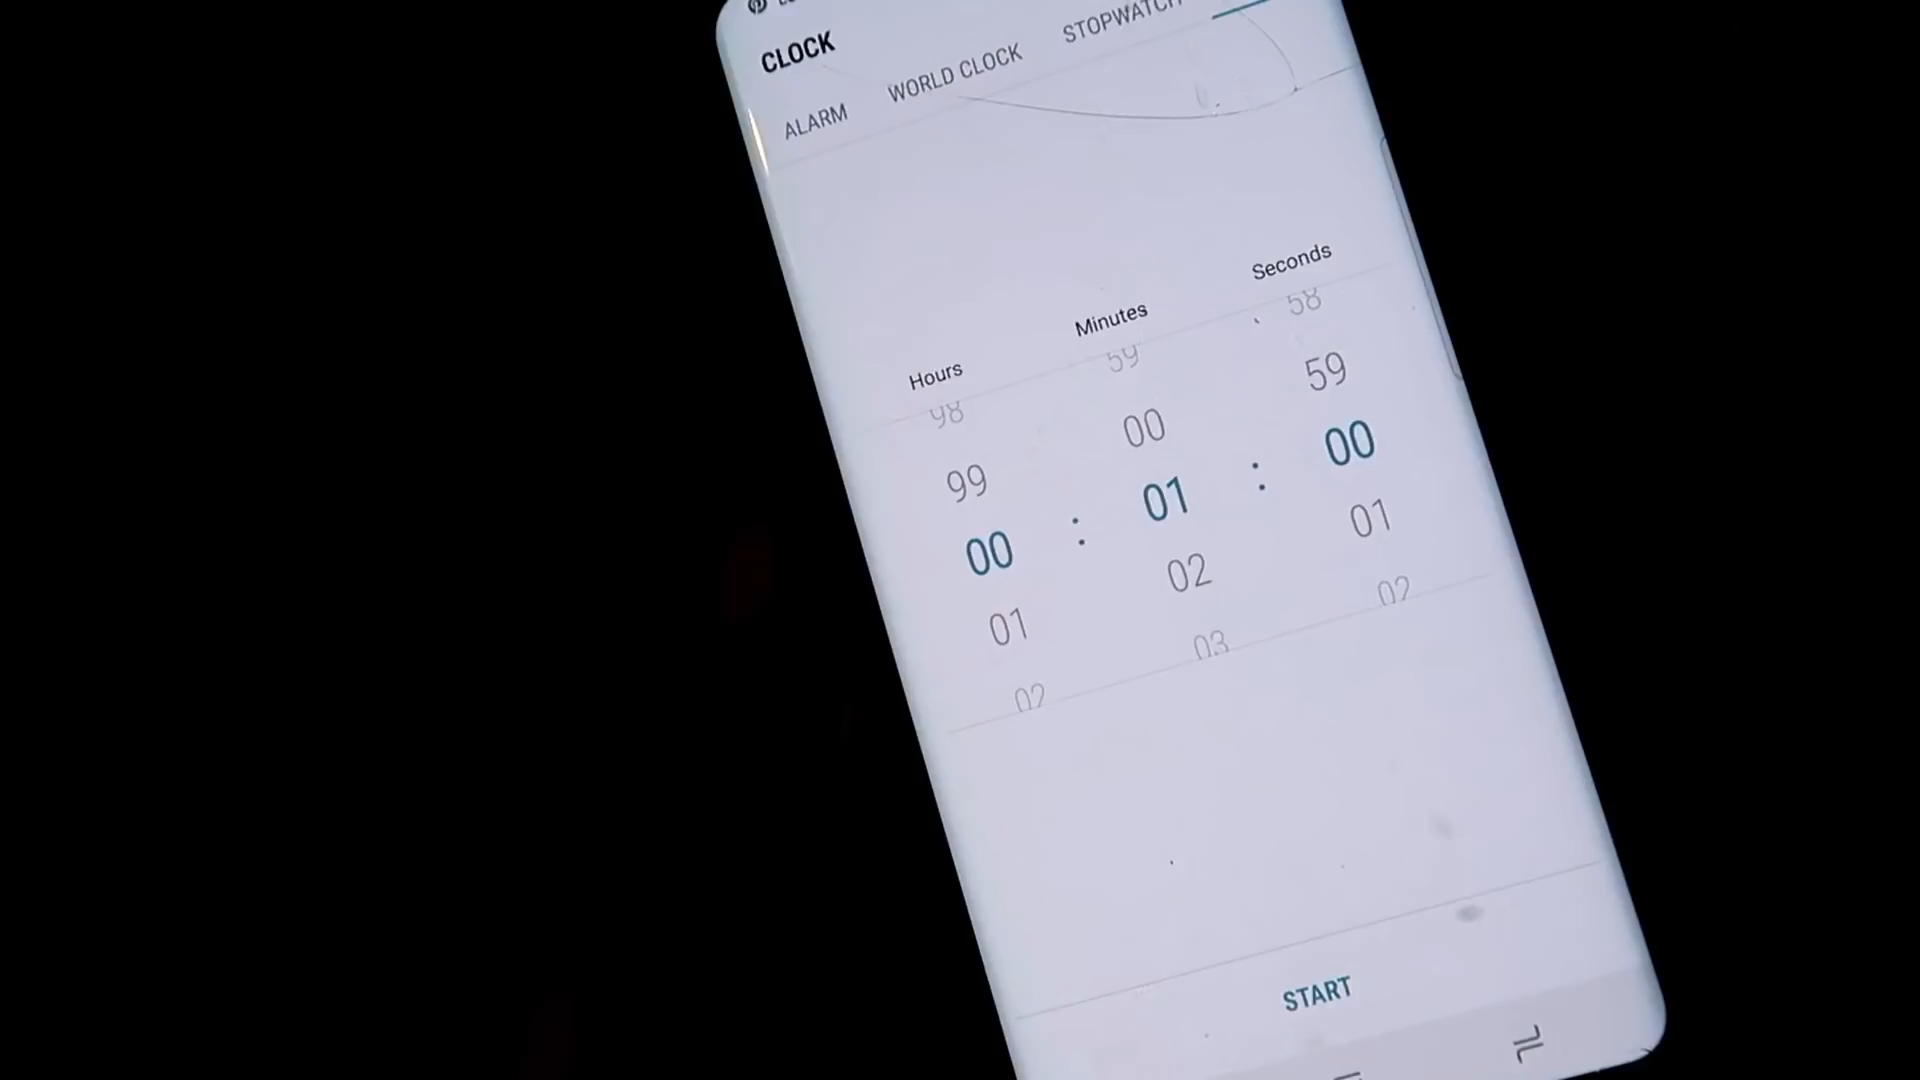 CLOCK
ALARM WORLD CLOCK STOPWATCH
Hours Minutes Seconds
98 59 58
99 00 59
00 : 01 : 00
01 02 01
02 03 02
START